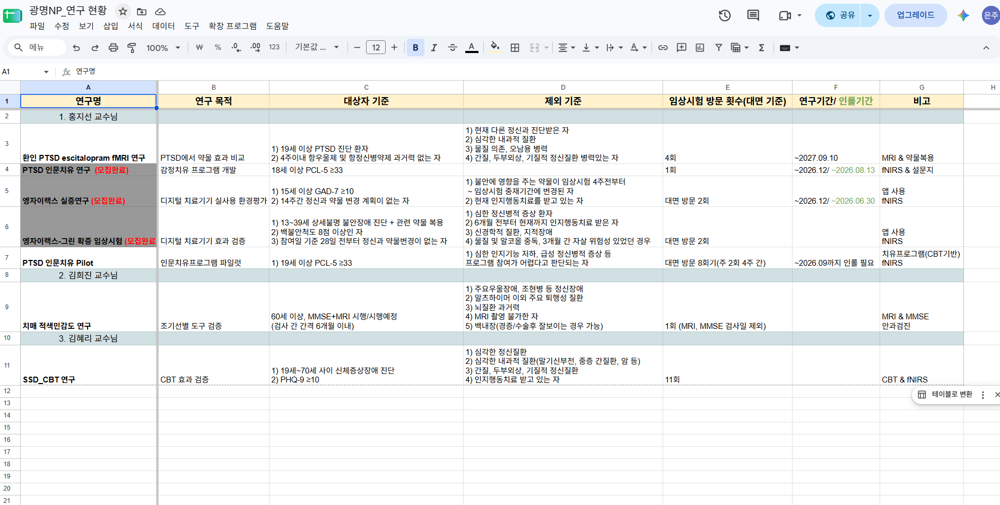 광명NP_연구 현황
파일 수정 보기 삽입 서식 데이터 도구 확장 프로그램 도움말
공유
업그레이드
은주
메뉴
100%
₩ % .0 .00 123
기본값 ...
12
B I A
A1
fx 연구명
A B C D E F G H
1 연구명 연구 목적 대상자 기준 제외 기준 임상시험 방문 횟수(대면 기준) 연구기간/ 인롤기간 비고
2 1. 홍지선 교수님
3 환인 PTSD escitalopram fMRI 연구
PTSD에서 약물 효과 비교
1) 19세 이상 PTSD 진단 환자
2) 4주이내 항우울제 및 항정신병약제 과거력 없는 자
1) 현재 다른 정신과 진단받은 자
2) 심각한 내과적 질환
3) 물질 의존, 오남용 병력
4) 간질, 두부외상, 기질적 정신질환 병력있는 자
4회
~2027.09.10
MRI & 약물복용
4 PTSD 인문치유 연구 (모집완료)
감정치유 프로그램 개발
18세 이상 PCL-5 ≥33
1회
~2026.12/ ~2026.08.13
fNIRS & 설문지
5 엥자이랙스 실증연구 (모집완료)
디지털 치료기기 실사용 환경평가
1) 15세 이상 GAD-7 ≥10
2) 14주간 정신과 약물 변경 계획이 없는 자
1) 불안에 영향을 주는 약물이 임상시험 4주전부터
~ 임상시험 중재기간에 변경된 자
2) 현재 인지행동치료를 받고 있는 자
대면 방문 2회
~2026.12/ ~2026.06.30
앱 사용
fNIRS
6 엥자이랙스-그린 확증 임상시험 (모집완료
디지털 치료기기 효과 검증
1) 13~39세 상세불명 불안장애 진단 + 관련 약물 복용
2) 백불안척도 8점 이상인 자
3) 참여일 기준 28일 전부터 정신과 약물변경이 없는 자
1) 심한 정신병적 증상 환자
2) 6개월 전부터 현재까지 인지행동치료 받은 자
3) 신경학적 질환, 지적장애
4) 물질 및 알코올 중독, 3개월 간 자살 위험성 있었던 경우
대면 방문 2회
앱 사용
fNIRS
7 PTSD 인문치유 Pilot
인문치유프로그램 파일럿
1) 19세 이상 PCL-5 ≥33
1) 심한 인지기능 저하, 급성 정신병적 증상 등
프로그램 참여가 어렵다고 판단되는 자
대면 방문 8회기(주 2회 4주 간)
~2026.09까지 인롤 필요
치유프로그램(CBT기반)
fNIRS
8 2. 김희진 교수님
9 치매 적색민감도 연구
조기선별 도구 검증
60세 이상, MMSE+MRI 시행/시행예정
(검사 간 간격 6개월 이내)
1) 주요우울장애, 조현병 등 정신장애
2) 알츠하이머 이외 주요 퇴행성 질환
3) 뇌질환 과거력
4) MRI 촬영 불가한 자
5) 백내장(경증/수술후 잘보이는 경우 가능)
1회 (MRI, MMSE 검사일 제외)
MRI & MMSE
안과검진
10 3. 김혜리 교수님
11 SSD_CBT 연구
CBT 효과 검증
1) 19세~70세 사이 신체증상장애 진단
2) PHQ-9 ≥10
1) 심각한 정신질환
2) 심각한 내과적 질환(말기신부전, 중증 간질환, 암 등)
3) 간질, 두부외상, 기질적 정신질환
4) 인지행동치료 받고 있는 자
11회
CBT & fNIRS
12
테이블로 변환
13
14
15
16
17
18
19
20
21